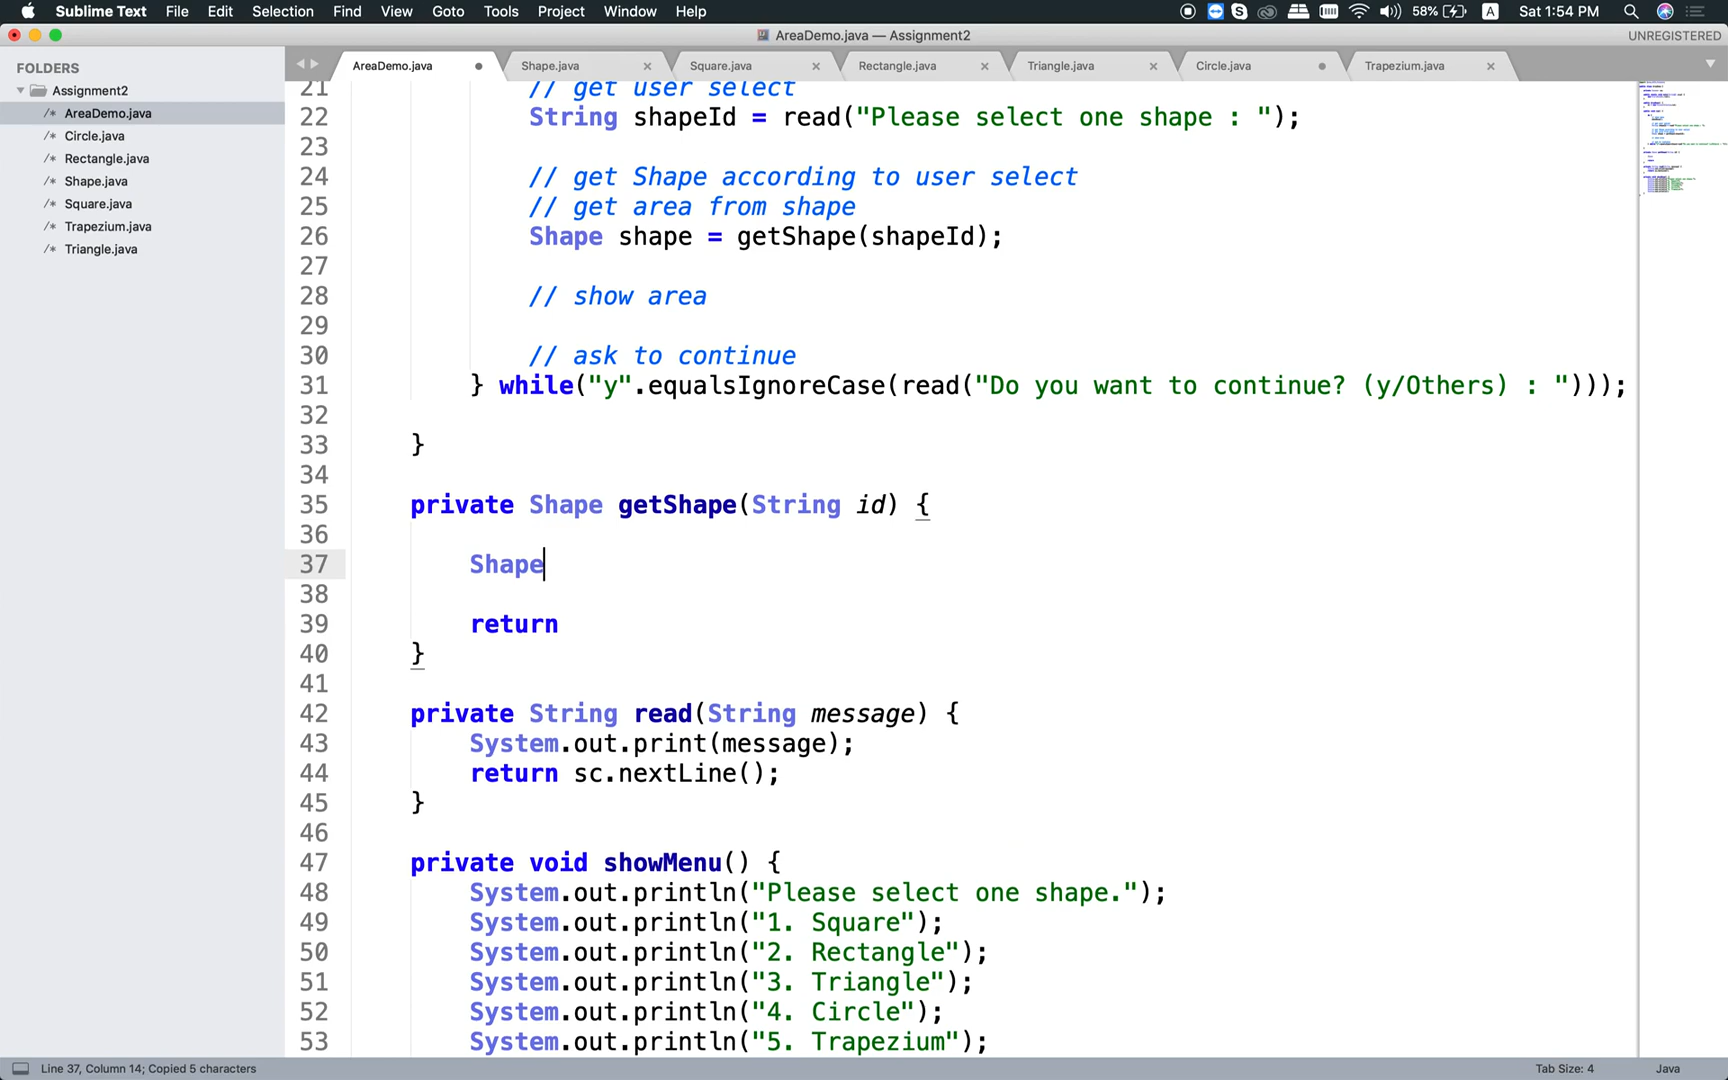 Sublime Text File Edit Selection Find View Goto Tools Project Window Help 58% A Sat 1:54 PM
AreaDemo.java — Assignment2 UNREGISTERED
FOLDERS
Assignment2
/* AreaDemo.java
/* Circle.java
/* Rectangle.java
/* Shape.java
/* Square.java
/* Trapezium.java
/* Triangle.java
AreaDemo.java Shape.java Square.java Rectangle.java Triangle.java Circle.java Trapezium.java
21 // get user select
22 String shapeId = read("Please select one shape : ");
23
24 // get Shape according to user select
25 // get area from shape
26 Shape shape = getShape(shapeId);
27
28 // show area
29
30 // ask to continue
31 } while("y".equalsIgnoreCase(read("Do you want to continue? (y/Others) : ")));
32
33 }
34
35 private Shape getShape(String id) {
36
37 Shape
38
39 return
40 }
41
42 private String read(String message) {
43 System.out.print(message);
44 return sc.nextLine();
45 }
46
47 private void showMenu() {
48 System.out.println("Please select one shape.");
49 System.out.println("1. Square");
50 System.out.println("2. Rectangle");
51 System.out.println("3. Triangle");
52 System.out.println("4. Circle");
53 System.out.println("5. Trapezium");
Line 37, Column 14; Copied 5 characters Tab Size: 4 Java